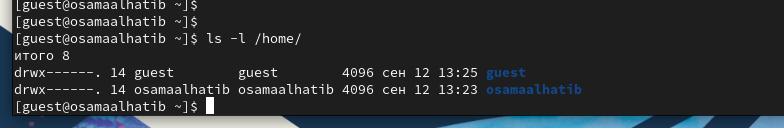 [guest@osamaalhatib ~]$
[guest@osamaalhatib ~]$
[guest@osamaalhatib ~]$ ls -l /home/
итого 8
drwx------. 14 guest        guest        4096 сен 12 13:25 guest
drwx------. 14 osamaalhatib osamaalhatib 4096 сен 12 13:23 osamaalhatib
[guest@osamaalhatib ~]$